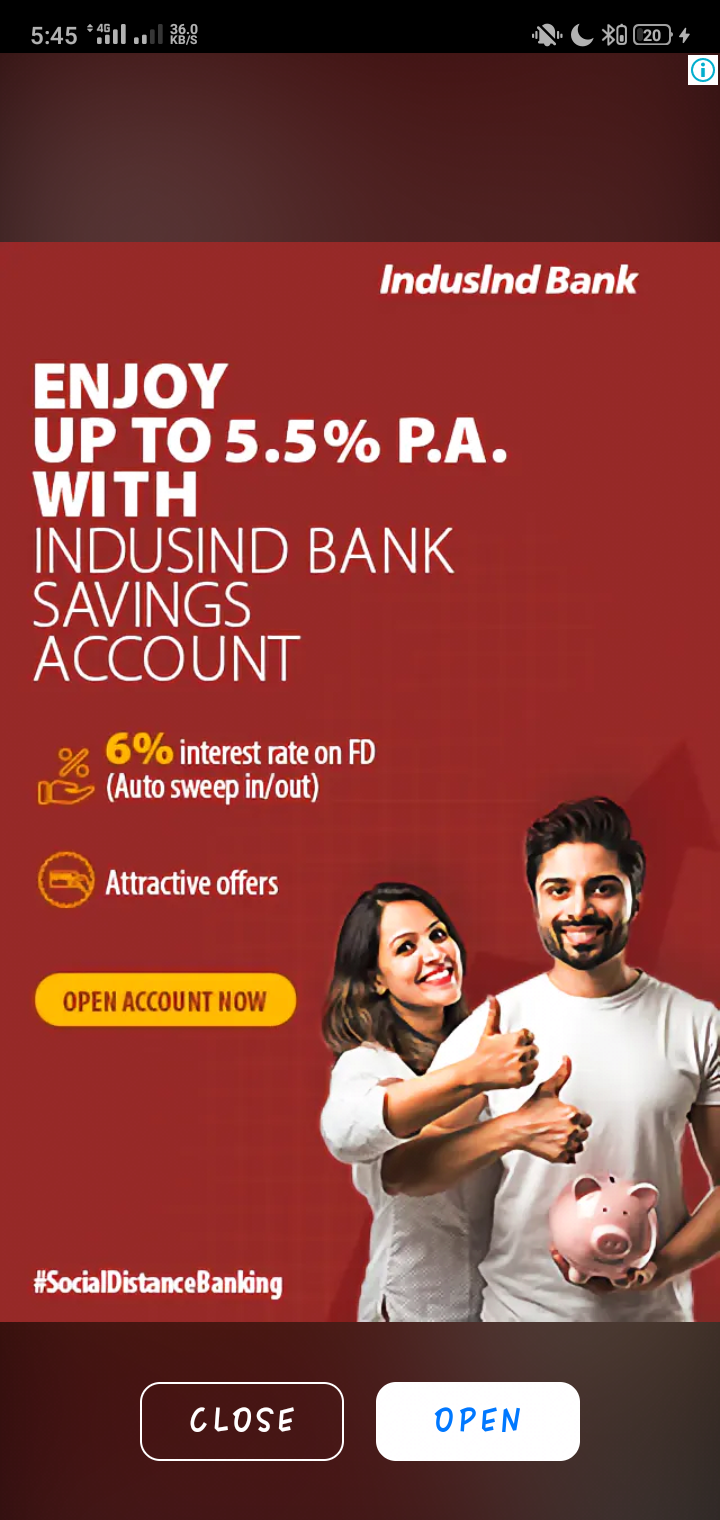 5:45 4G 36.0 KB/S 20
IndusInd Bank
ENJOY
UP TO 5.5% P.A.
WITH
INDUSIND BANK
SAVINGS
ACCOUNT
6% interest rate on FD
(Auto sweep in/out)
Attractive offers
OPEN ACCOUNT NOW
#SocialDistanceBanking
CLOSE OPEN